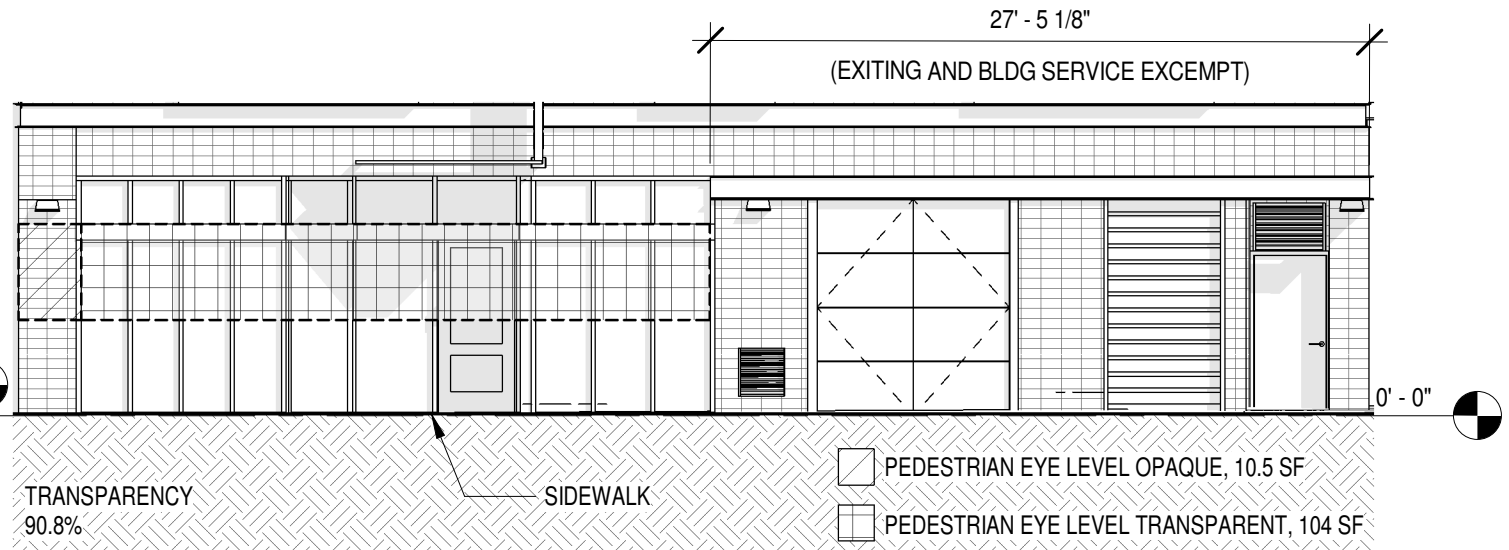 27' - 5 1/8"
(EXITING AND BLDG SERVICE EXCEMPT)
0' - 0"
PEDESTRIAN EYE LEVEL OPAQUE, 10.5 SF
TRANSPARENCY
90.8%
SIDEWALK
PEDESTRIAN EYE LEVEL TRANSPARENT, 104 SF